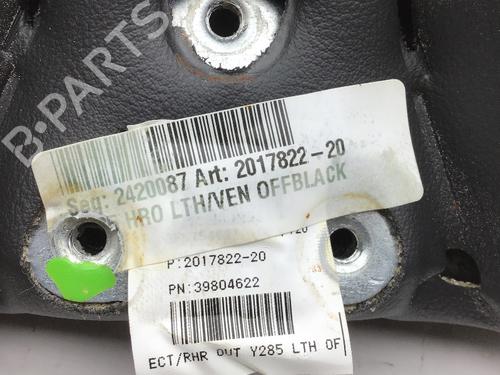 B-PARTS
Seq: 2420087 Art: 2017822-20
HRO LTH/VEN OFFBLACK
P:2017822-20
PN:39804622
ECT/RHR OUT Y285 LTH OF